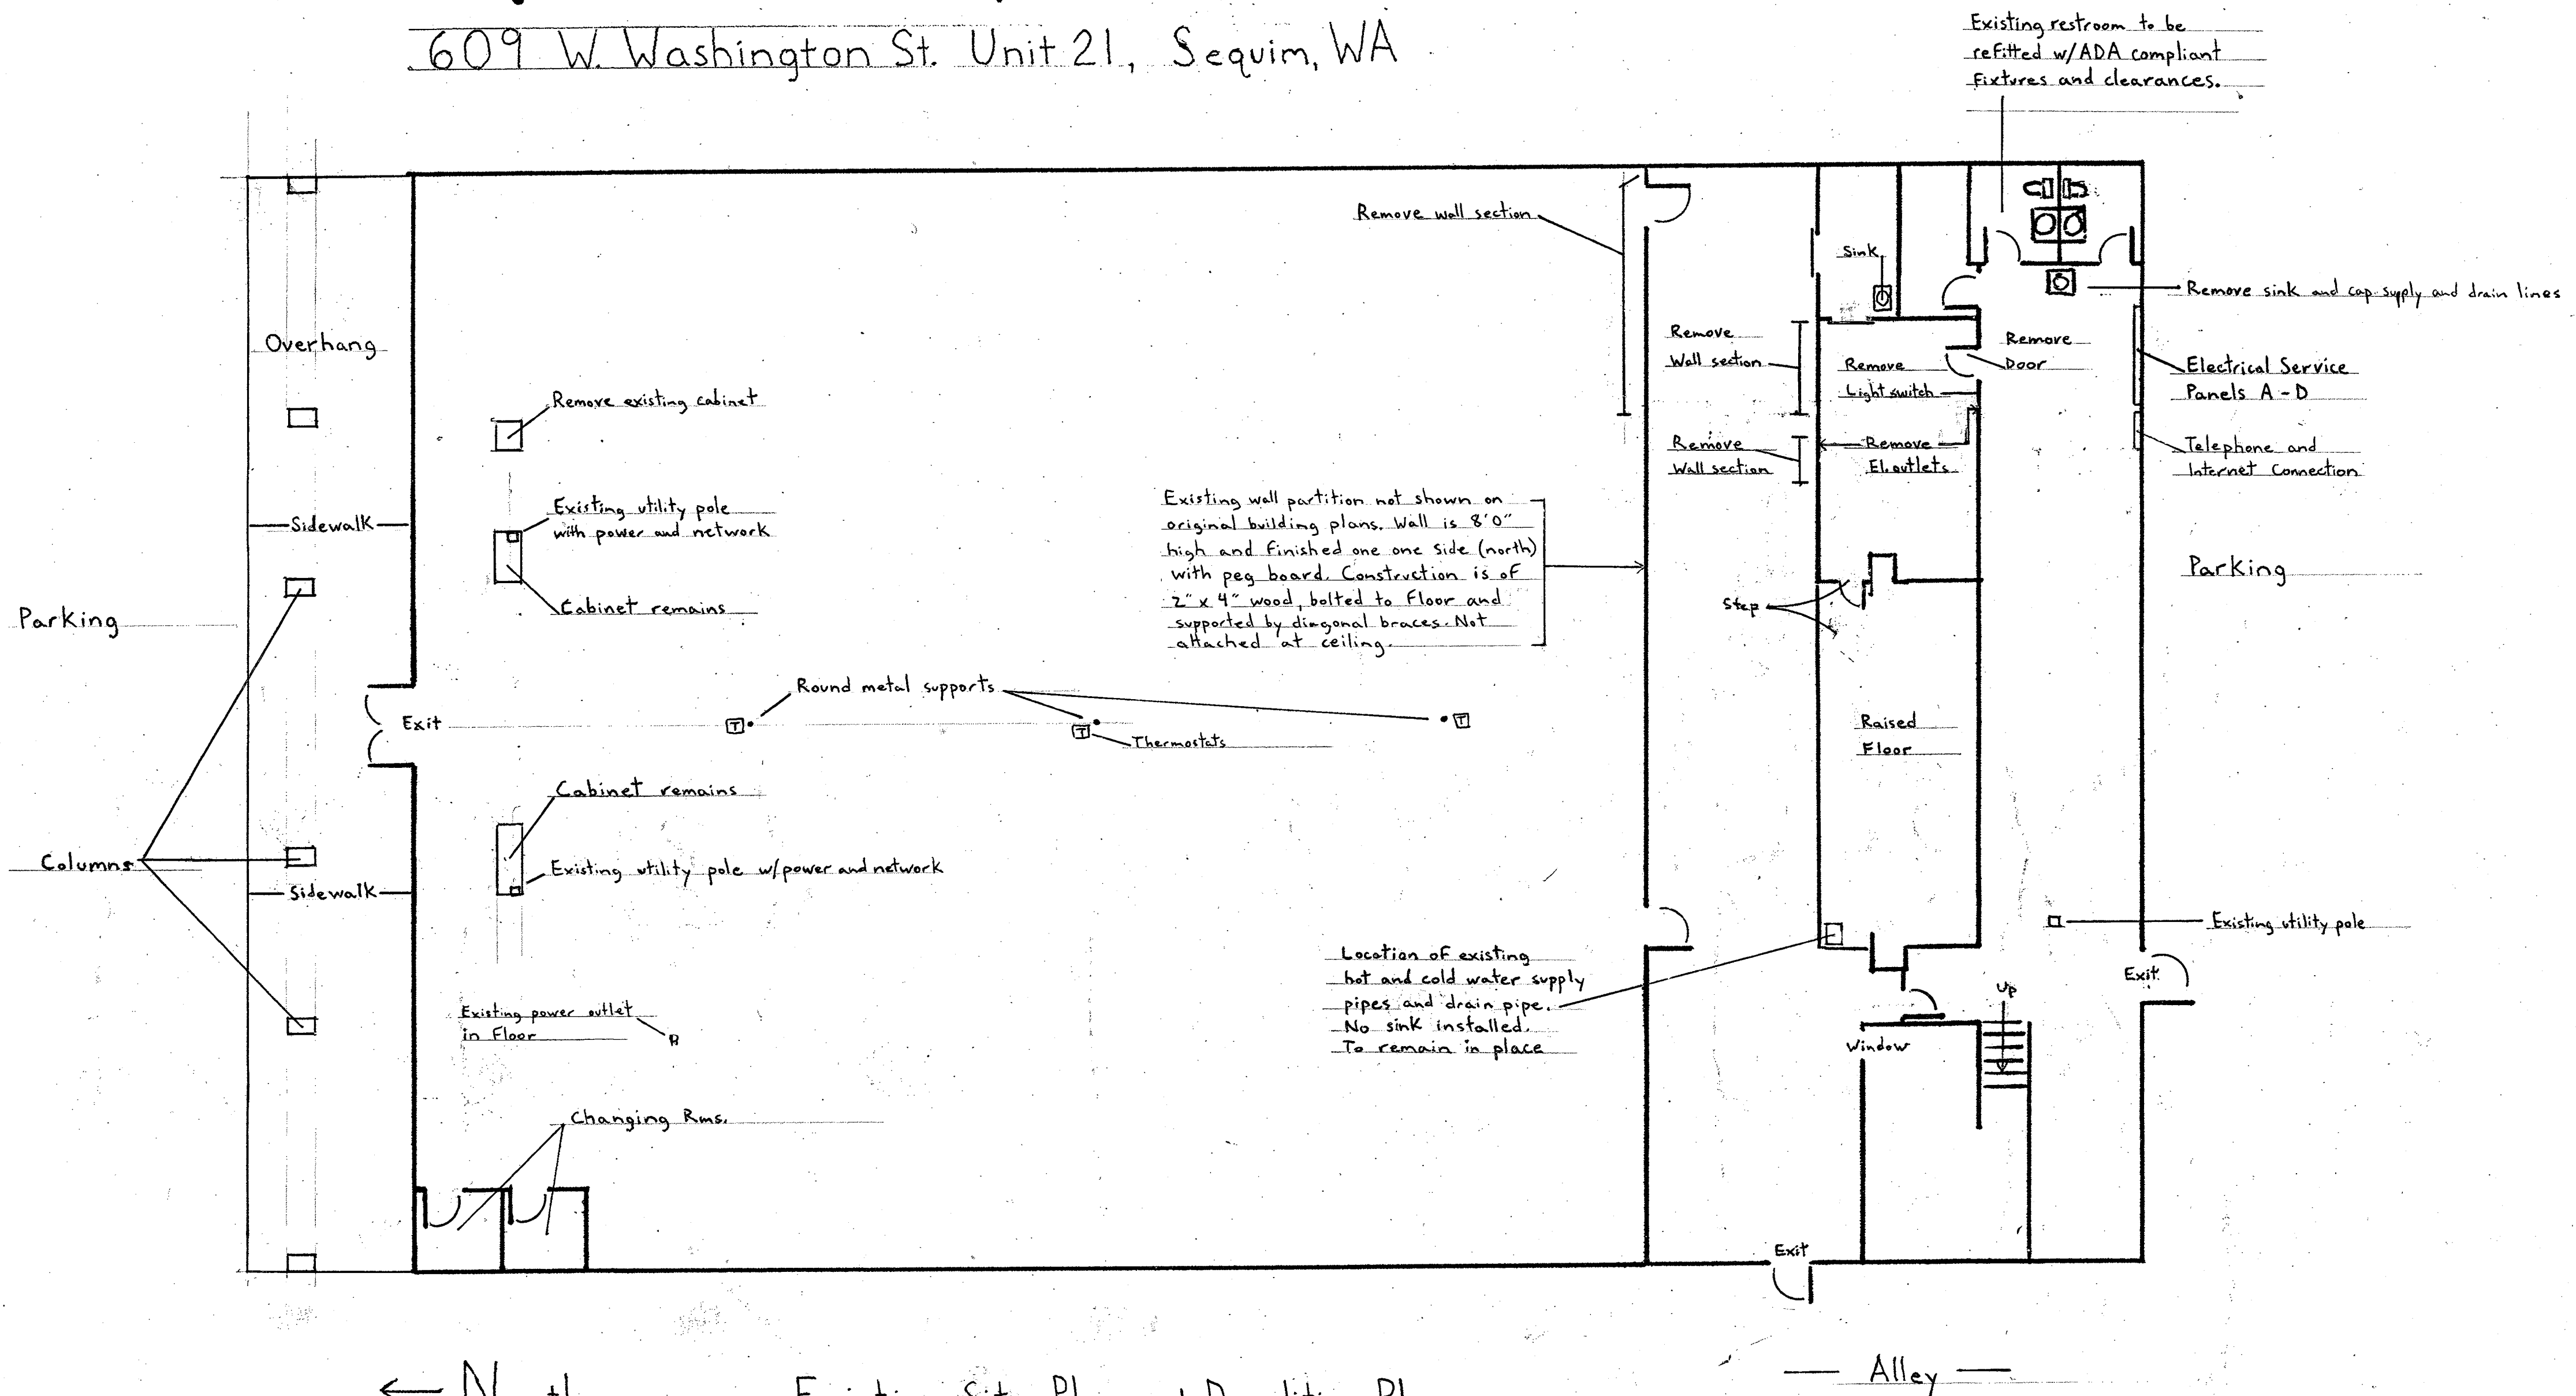 609 W. Washington St. Unit 21, Sequim, WA
Existing restroom to be
refitted w/ADA compliant
fixtures and clearances.
Remove wall section
Sink
Remove sink and cap supply and drain lines
Overhang
Remove
Wall section
Remove
Light switch
Remove
Door
Electrical Service
Panels A-D
Remove existing cabinet
Remove
Wall section
Remove
El. outlets
Telephone and
Internet Connection
Existing utility pole
with power and network
Sidewalk
Existing wall partition not shown on
original building plans. Wall is 8'0"
high and finished one one side (north)
with peg board. Construction is of
2" x 4" wood, bolted to floor and
supported by diagonal braces. Not
attached at ceiling.
Parking
Cabinet remains
Step
Parking
Round metal supports
Exit
T
T
T
Thermostats
Raised
Floor
Cabinet remains
Columns
Existing utility pole w/power and network
Sidewalk
Existing utility pole
Location of existing
hot and cold water supply
pipes and drain pipe.
No sink installed.
To remain in place
Exit
Up
Existing power outlet
in floor
Window
Changing Rms.
Exit
Alley